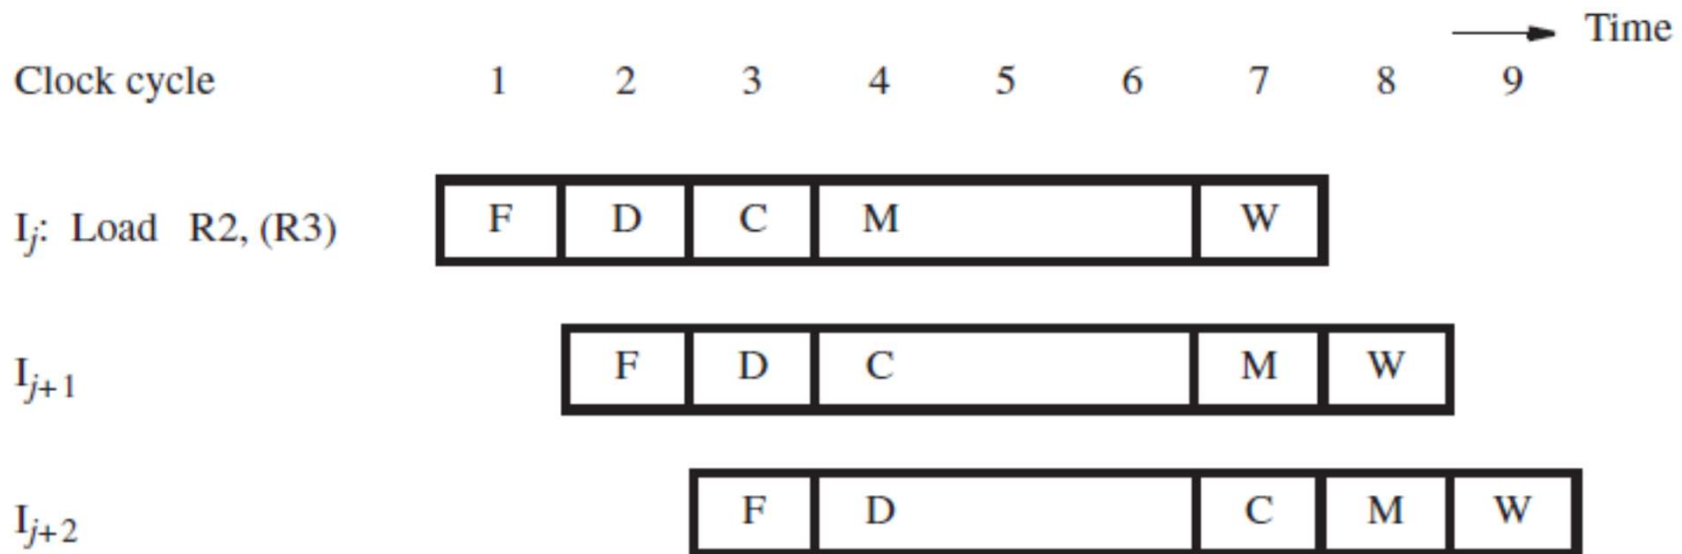 Time
Clock cycle 1 2 3 4 5 6 7 8 9
Ij: Load R2, (R3) F D C M W
Ij+1 F D C M W
Ij+2 F D C M W